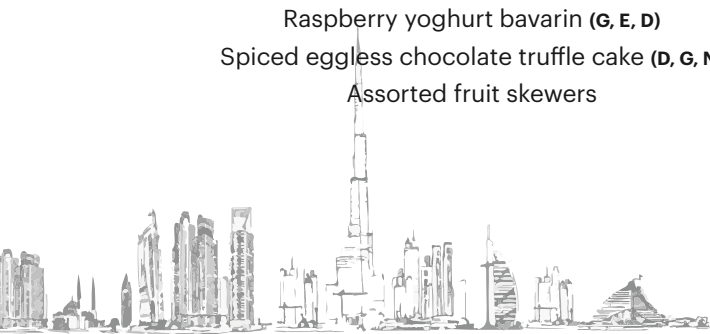 Raspberry yoghurt bavarin (G, E, D)
Spiced eggless chocolate truffle cake (D, G,
Assorted fruit skewers